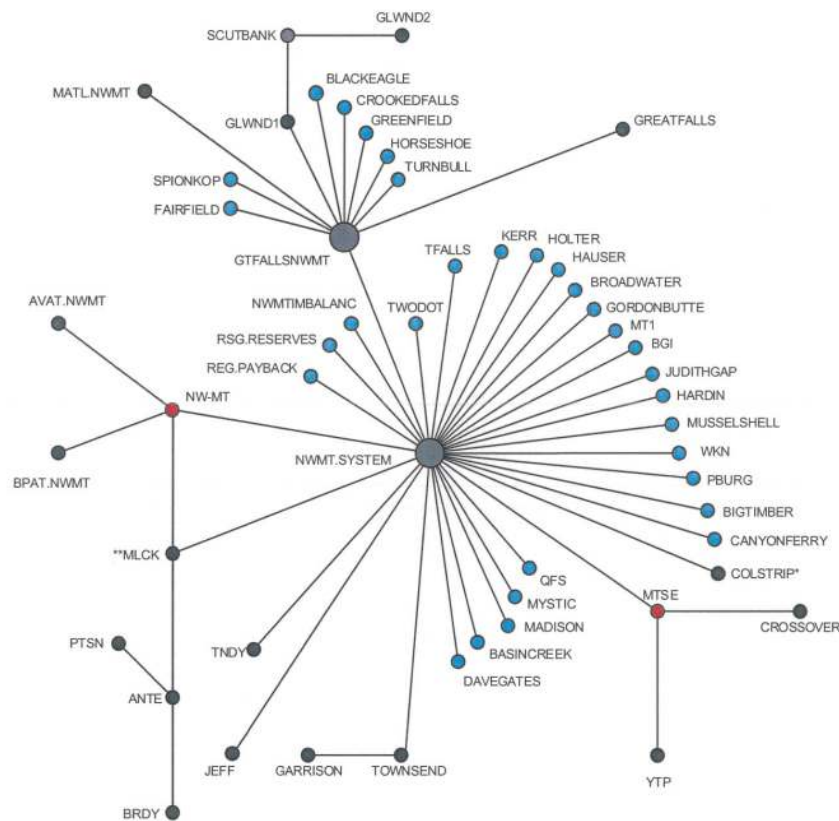 GLWND2
SCUTBANK
BLACKEAGLE
MATL.NWMT
CROOKEDFALLS
GREENFIELD
GLWND1
GREATFALLS
HORSESHOE
TURNBULL
SPIONKOP
FAIRFIELD
KERR
HOLTER
TFALLS
HAUSER
GTFALLSNWMT
BROADWATER
AVAT.NWMT
NWMTIMBALANC
TWODOT
GORDONBUTTE
MT1
RSG.RESERVES
BGI
REG.PAYBACK
JUDITHGAP
NW-MT
HARDIN
MUSSELSHELL
WKN
NWMT.SYSTEM
BPAT.NWMT
PBURG
BIGTIMBER
CANYONFERRY
**MLCK
COLSTRIP*
QFS
MTSE
MYSTIC
CROSSOVER
MADISON
PTSN
TNDY
BASINCREEK
DAVEGATES
ANTE
JEFF
GARRISON
TOWNSEND
YTP
BRDY